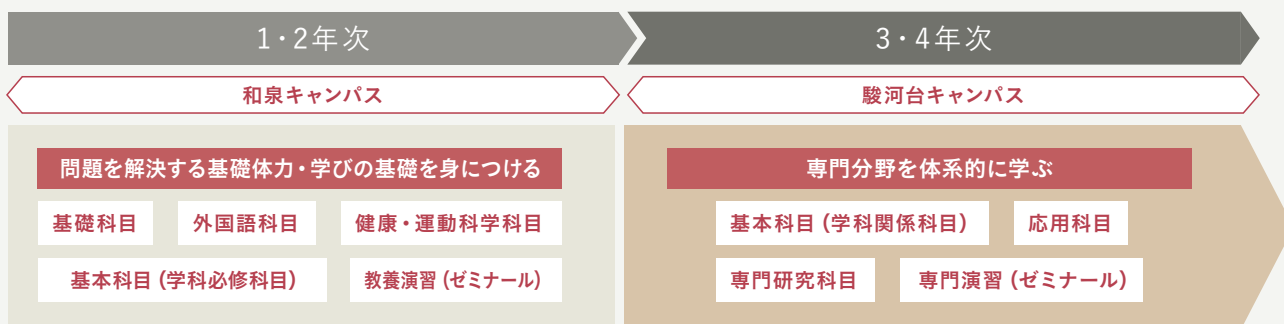 1・2年次
3・4年次
和泉キャンパス
駿河台キャンパス
問題を解決する基礎体力・学びの基礎を身につける
基礎科目
外国語科目
健康・運動科学科目
基本科目(学科必修科目)
教養演習(ゼミナール)
専門分野を体系的に学ぶ
基本科目(学科関係科目)
応用科目
専門研究科目
専門演習(ゼミナール)